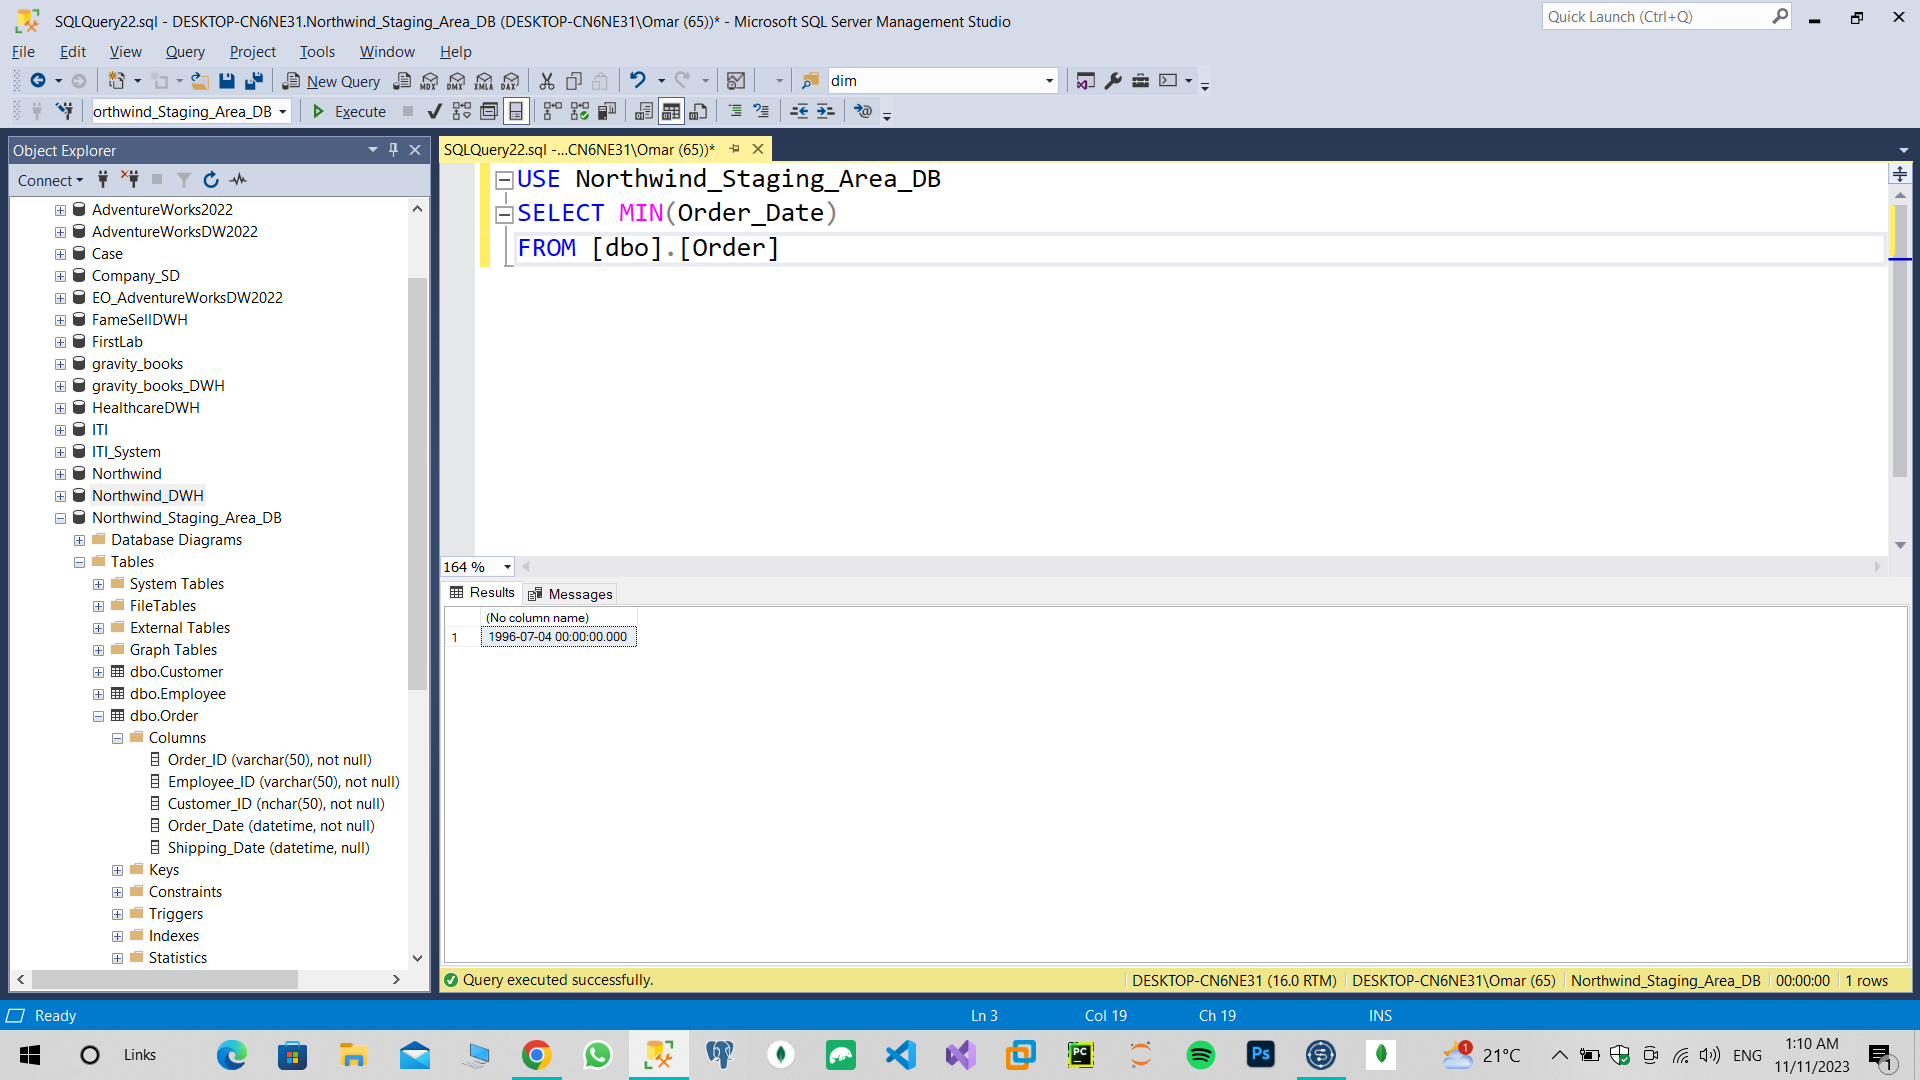 SQLQuery22.sql - DESKTOP-CN6NE31.Northwind_Staging_Area_DB (DESKTOP-CN6NE31\Omar (65))* - Microsoft SQL Server Management Studio
Quick Launch (Ctrl+Q)
File Edit View Query Project Tools Window Help
New Query MDX DMX XMLA DAX dim
orthwind_Staging_Area_DB Execute
Object Explorer
Connect
AdventureWorks2022
AdventureWorksDW2022
Case
Company_SD
EO_AdventureWorksDW2022
FameSellDWH
FirstLab
gravity_books
gravity_books_DWH
HealthcareDWH
ITI
ITI_System
Northwind
Northwind_DWH
Northwind_Staging_Area_DB
Database Diagrams
Tables
System Tables
FileTables
External Tables
Graph Tables
dbo.Customer
dbo.Employee
dbo.Order
Columns
Order_ID (varchar(50), not null)
Employee_ID (varchar(50), not null)
Customer_ID (nchar(50), not null)
Order_Date (datetime, not null)
Shipping_Date (datetime, null)
Keys
Constraints
Triggers
Indexes
Statistics
SQLQuery22.sql -...CN6NE31\Omar (65))*
USE Northwind_Staging_Area_DB
SELECT MIN(Order_Date)
FROM [dbo].[Order]
164 %
Results Messages
(No column name)
1 1996-07-04 00:00:00.000
Query executed successfully. DESKTOP-CN6NE31 (16.0 RTM) DESKTOP-CN6NE31\Omar (65) Northwind_Staging_Area_DB 00:00:00 1 rows
Ready Ln 3 Col 19 Ch 19 INS
Links PC Ps 1 21°C ENG 1:10 AM
11/11/2023 1